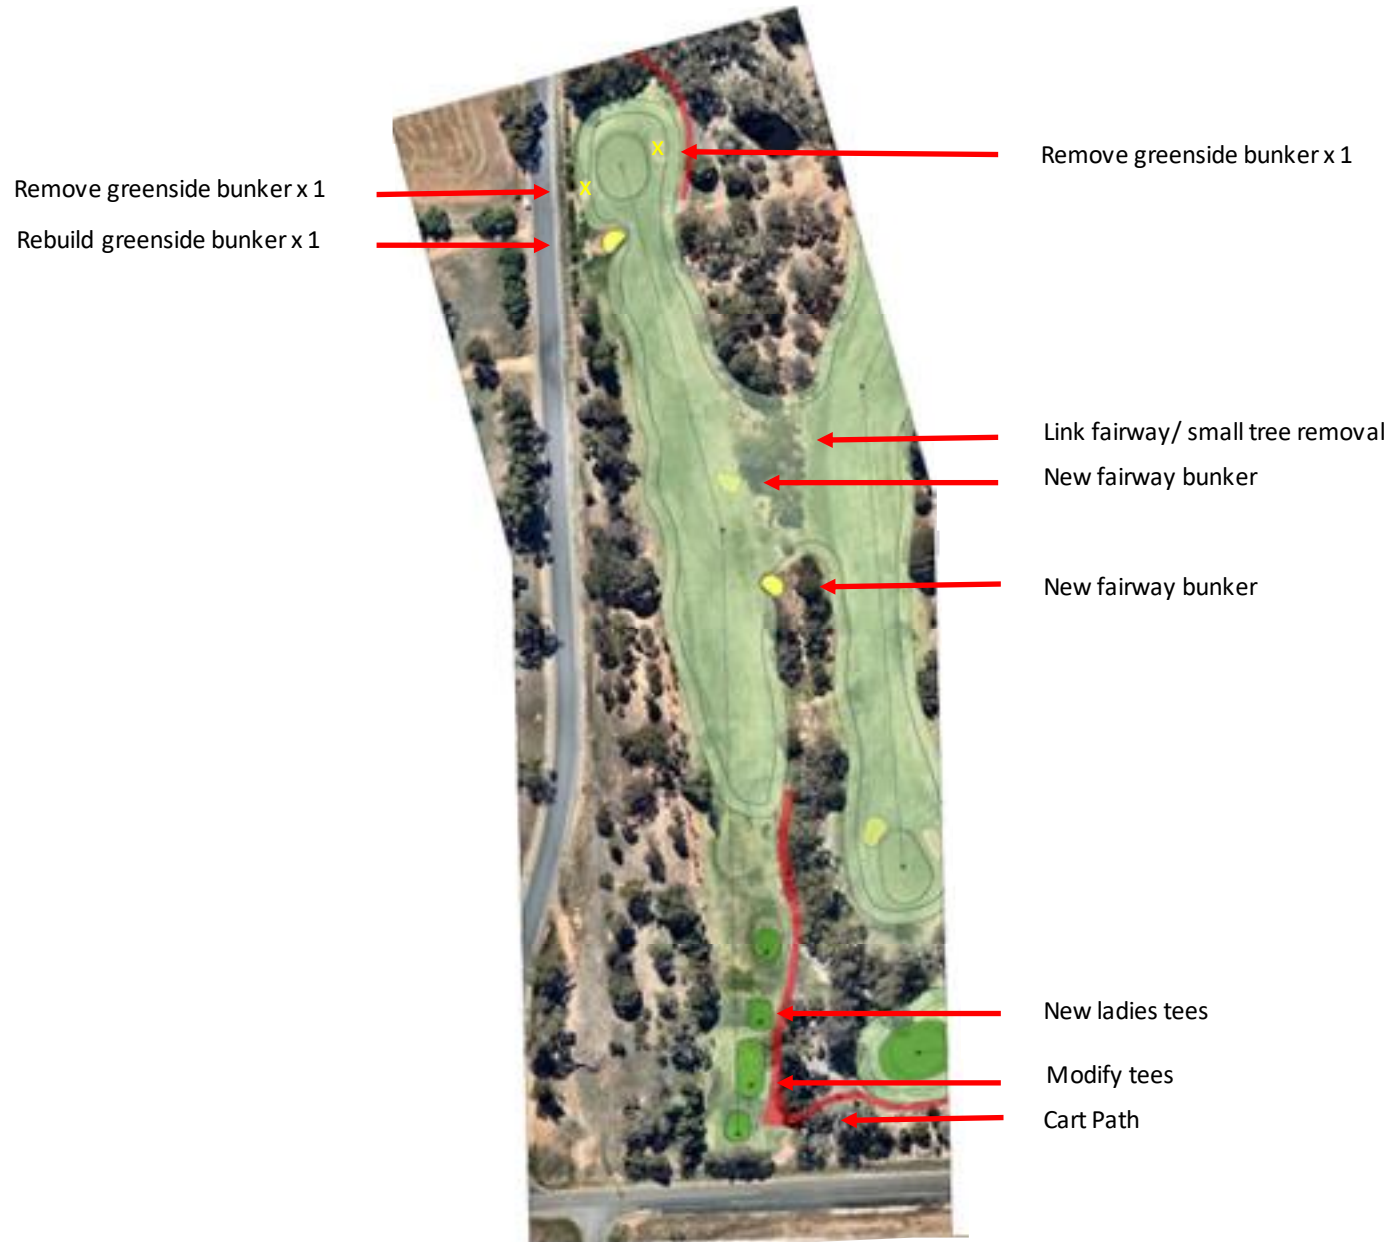 Remove greenside bunker x 1
Remove greenside bunker x 1
Rebuild greenside bunker x 1
X
X
Link fairway/ small tree removal
New fairway bunker
New fairway bunker
New ladies tees
Modify tees
Cart Path